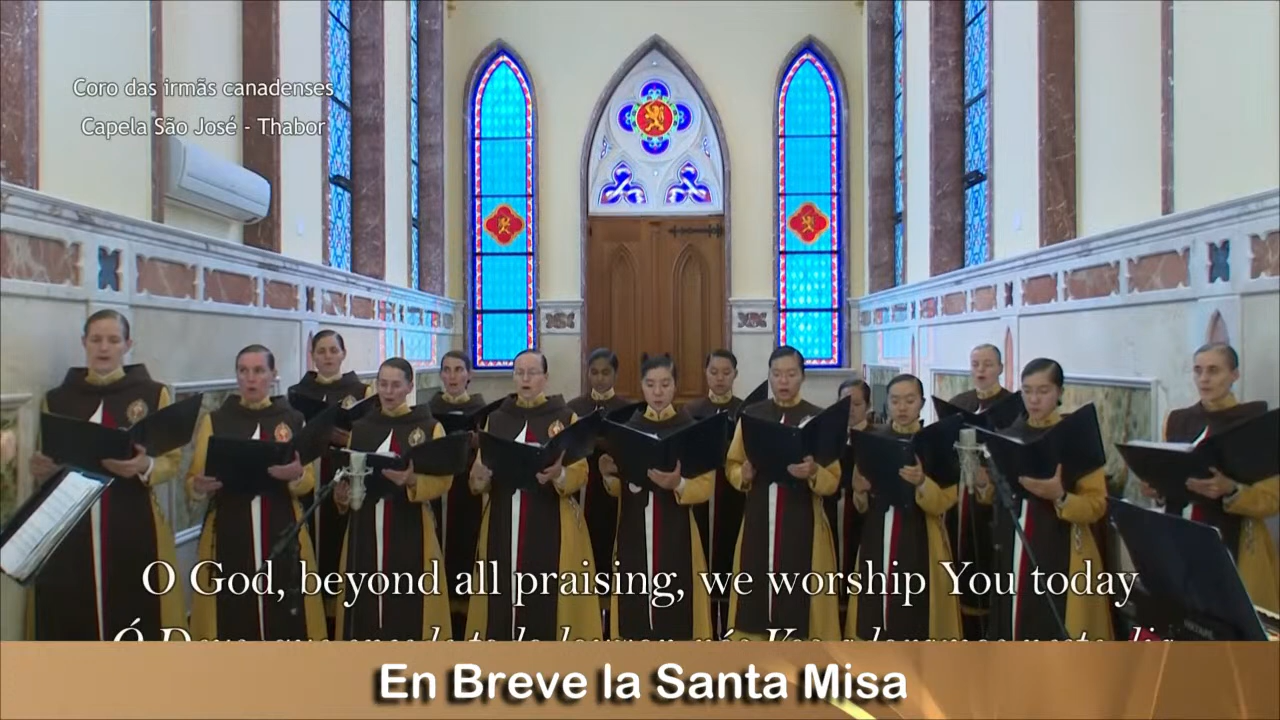 Coro das irmãs canadenses
Capela São José - Thabor
O God, beyond all praising, we worship You today
En Breve la Santa Misa